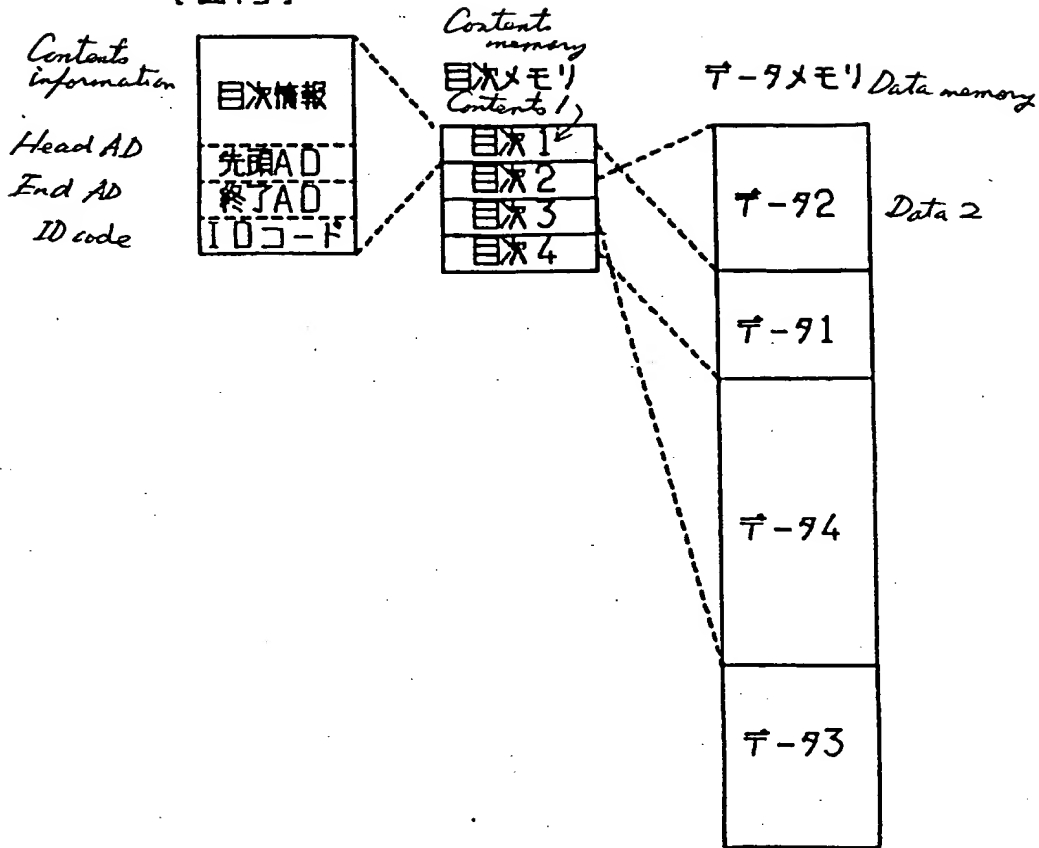 Contents
information
目次情報
Head AD
先頭AD
End AD
終了AD
ID code
IDコード
Contents
memory
目次メモリ
Contents 1
目次1
目次2
目次3
目次4
データメモリ Data memory
データ2
Data 2
データ1
データ4
データ3